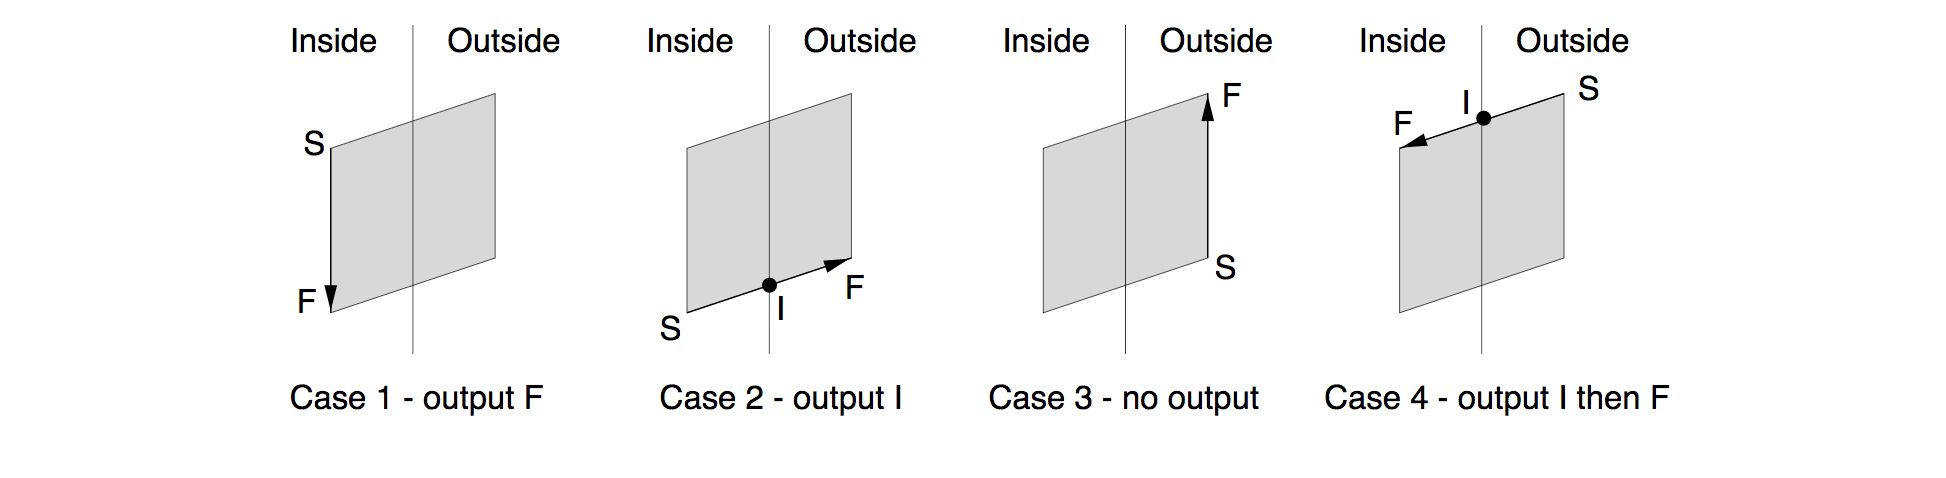 Inside Outside Inside Outside Inside Outside Inside Outside
S F I S
F
S
F I F S
S
Case 1 - output F Case 2 - output I Case 3 - no output Case 4 - output I then F